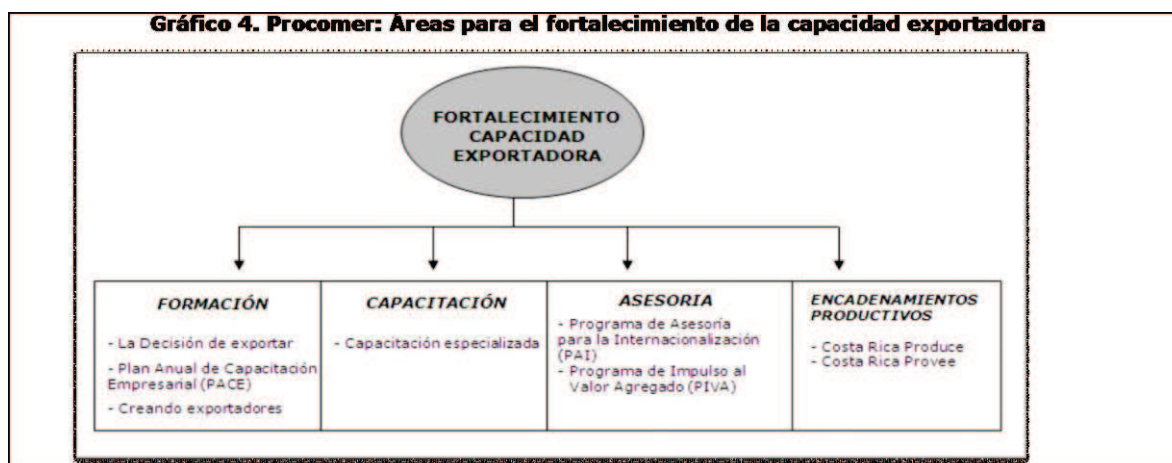 Gráfico 4. Procomer: Áreas para el fortalecimiento de la capacidad exportadora
FORTALECIMIENTO
CAPACIDAD
EXPORTADORA
FORMACIÓN
- La Decisión de exportar
- Plan Anual de Capacitación
Empresarial (PACE)
- Creando exportadores
CAPACITACIÓN
- Capacitación especializada
ASESORIA
- Programa de Asesoría
para la Internacionalización
(PAI)
- Programa de Impulso al
Valor Agregado (PIVA)
ENCADENAMIENTOS
PRODUCTIVOS
- Costa Rica Produce
- Costa Rica Provee